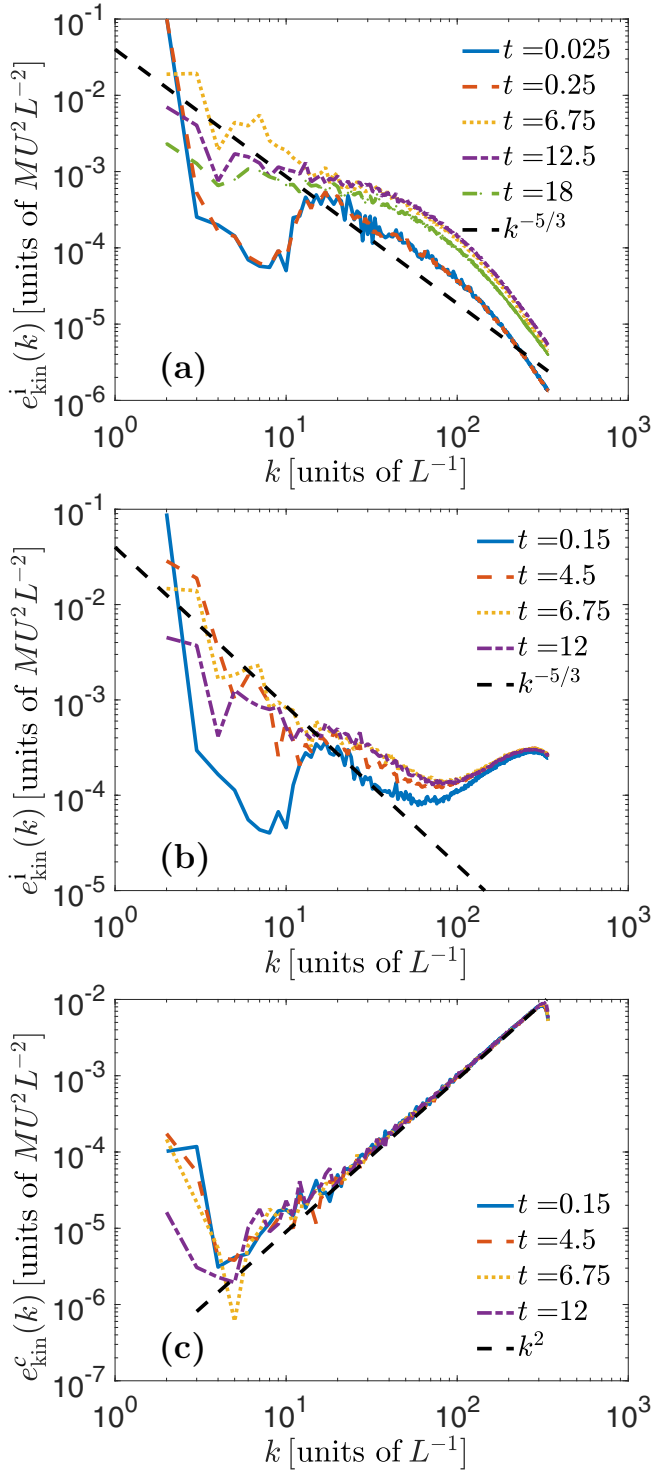 10^-1
10^-2
10^-3
10^-4
10^-5
10^-6
e^i_kin(k) [units of MU^2L^-2]
t =0.025
t =0.25
t =6.75
t =12.5
t =18
k^-5/3
(a)
10^0 10^1 10^2 10^3
k [units of L^-1]
10^-1
10^-2
10^-3
10^-4
10^-5
e^i_kin(k) [units of MU^2L^-2]
t =0.15
t =4.5
t =6.75
t =12
k^-5/3
(b)
10^0 10^1 10^2 10^3
k [units of L^-1]
10^-2
10^-3
10^-4
10^-5
10^-6
10^-7
e^c_kin(k) [units of MU^2L^-2]
t =0.15
t =4.5
t =6.75
t =12
k^2
(c)
10^0 10^1 10^2 10^3
k [units of L^-1]